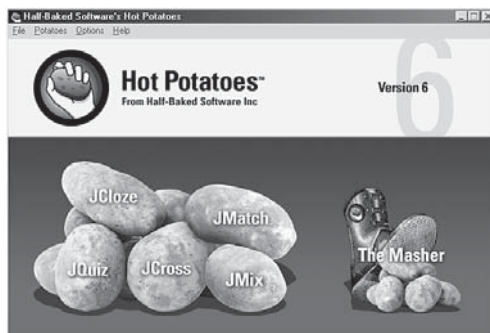 Half-Baked Software's Hot Potatoes
File Potatoes Options Help
Hot Potatoes™
From Half-Baked Software Inc
Version 6
6
JCloze
JMatch
JQuiz
JCross
JMix
The Masher